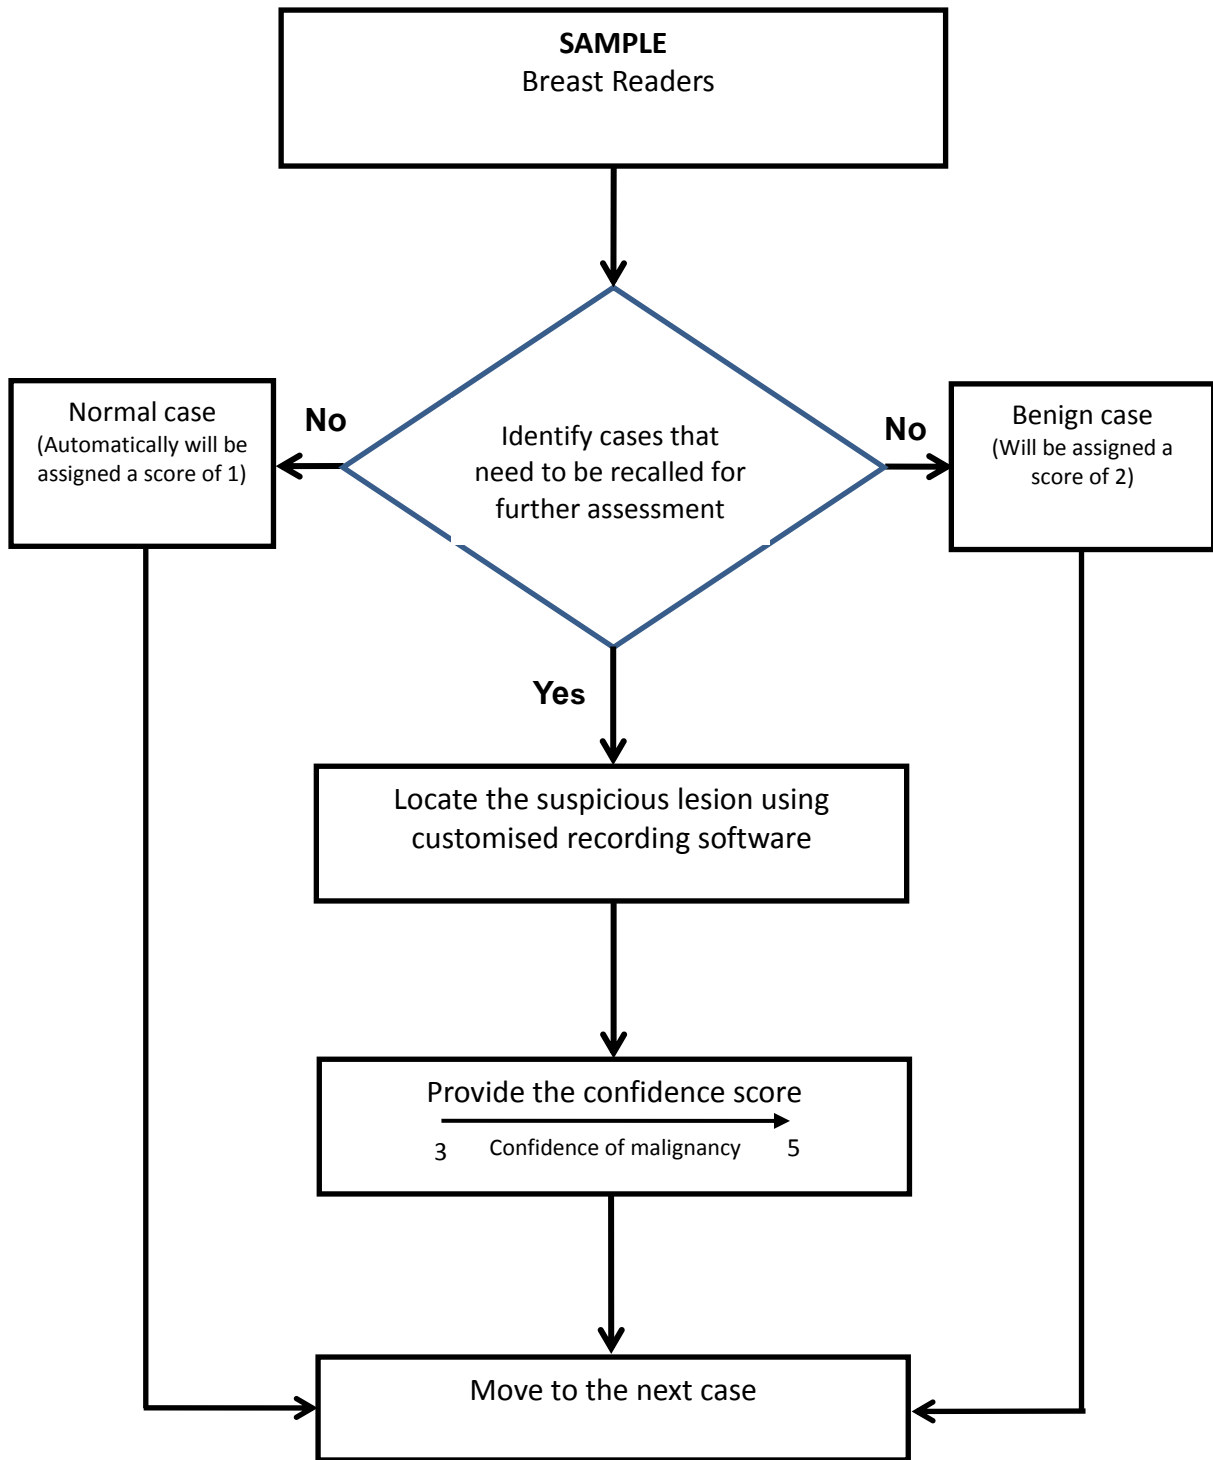 SAMPLE
Breast Readers
Normal case
(Automatically will be
assigned a score of 1)
No
Identify cases that
need to be recalled for
further assessment
No
Benign case
(Will be assigned a
score of 2)
Yes
Locate the suspicious lesion using
customised recording software
Provide the confidence score
3 Confidence of malignancy 5
Move to the next case